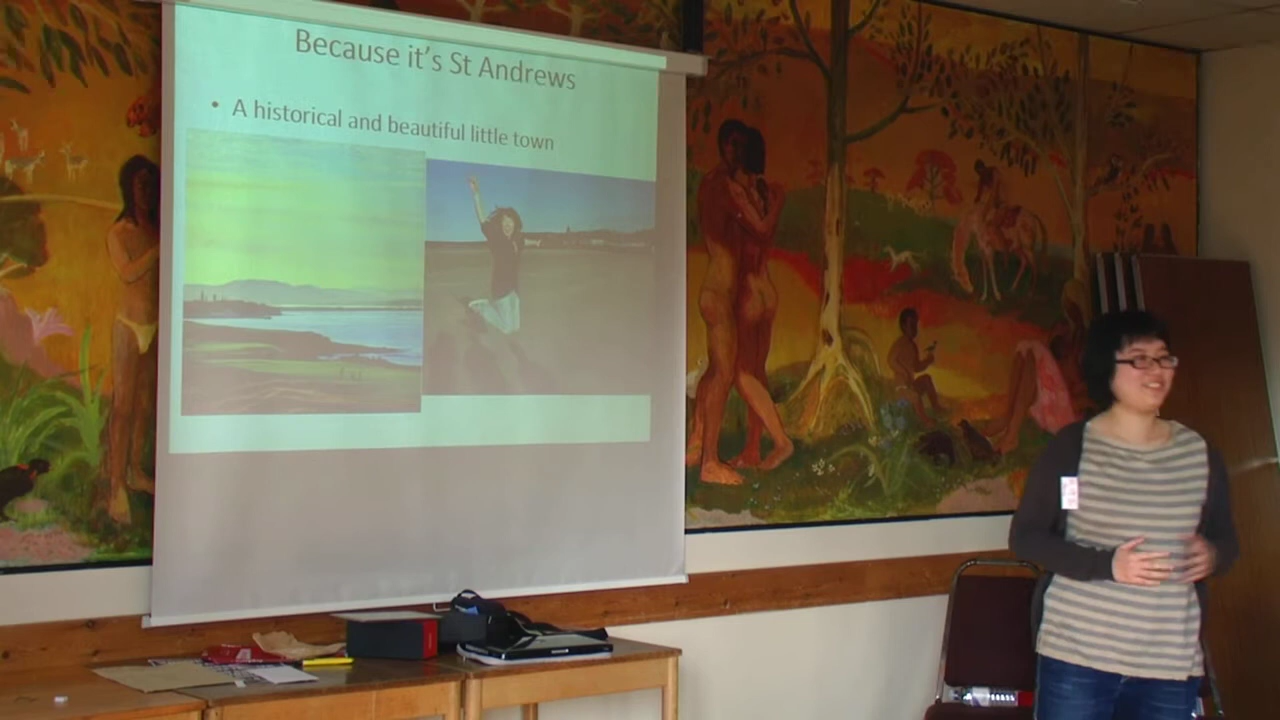 Because it's St Andrews
• A historical and beautiful little town